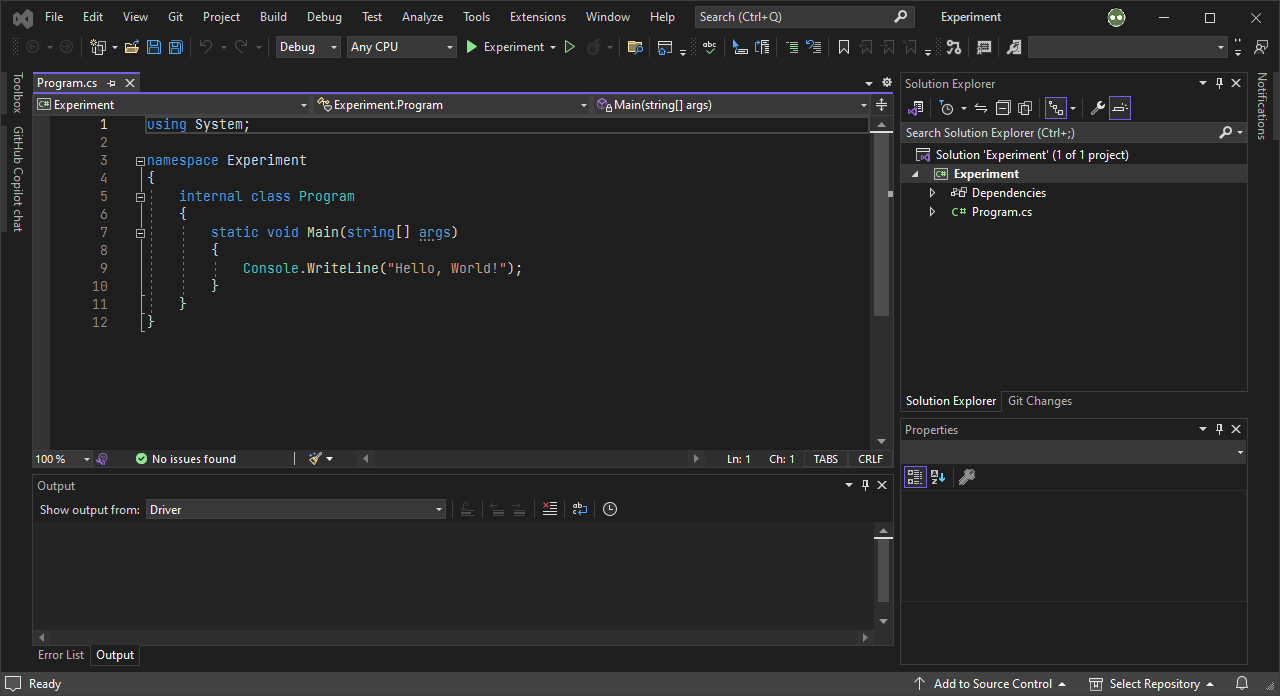 File Edit View Git Project Build Debug Test Analyze Tools Extensions Window Help Search (Ctrl+Q) Experiment
Debug Any CPU Experiment
Toolbox
GitHub Copilot chat
Program.cs
Experiment Experiment.Program Main(string[] args)
1 using System;
2
3 namespace Experiment
4 {
5 internal class Program
6 {
7 static void Main(string[] args)
8 {
9 Console.WriteLine("Hello, World!");
10 }
11 }
12 }
100 % No issues found Ln: 1 Ch: 1 TABS CRLF
Output
Show output from: Driver
Error List Output
Solution Explorer
Search Solution Explorer (Ctrl+;)
Solution 'Experiment' (1 of 1 project)
C# Experiment
Dependencies
C# Program.cs
Solution Explorer Git Changes
Properties
Notifications
Ready Add to Source Control Select Repository